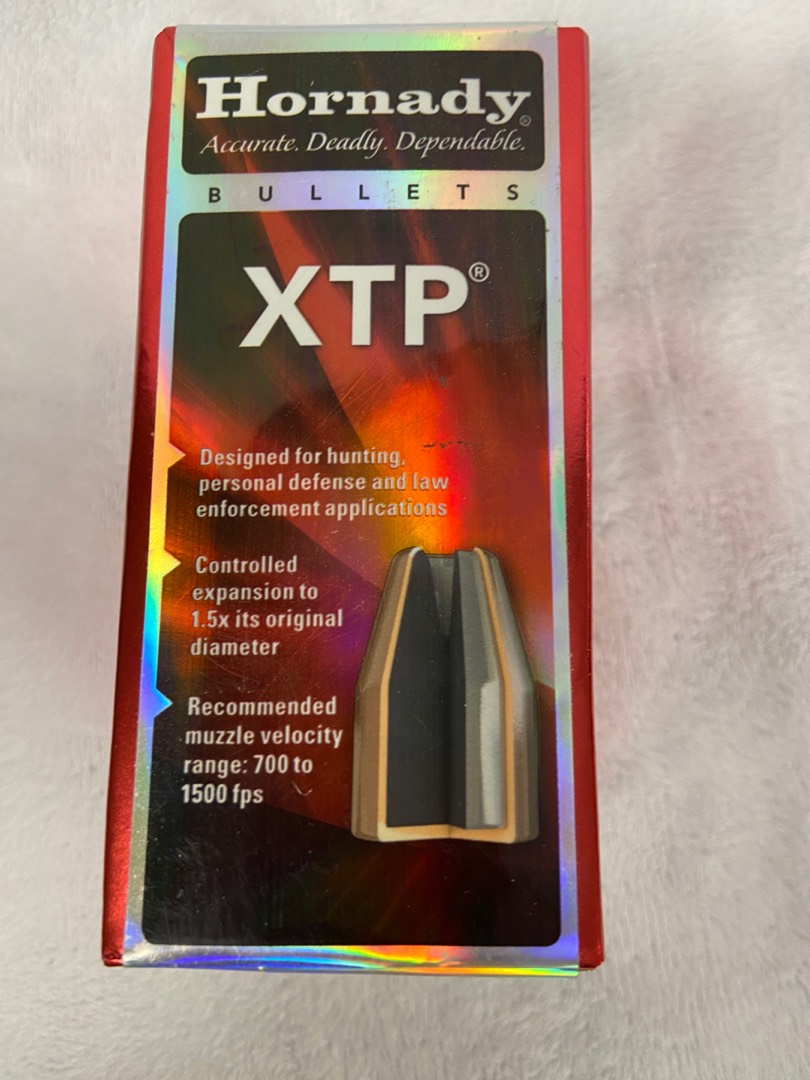 Hornady®
Accurate. Deadly. Dependable.
BULLETS
XTP®
Designed for hunting,
personal defense and law
enforcement applications
Controlled
expansion to
1.5x its original
diameter
Recommended
muzzle velocity
range: 700 to
1500 fps